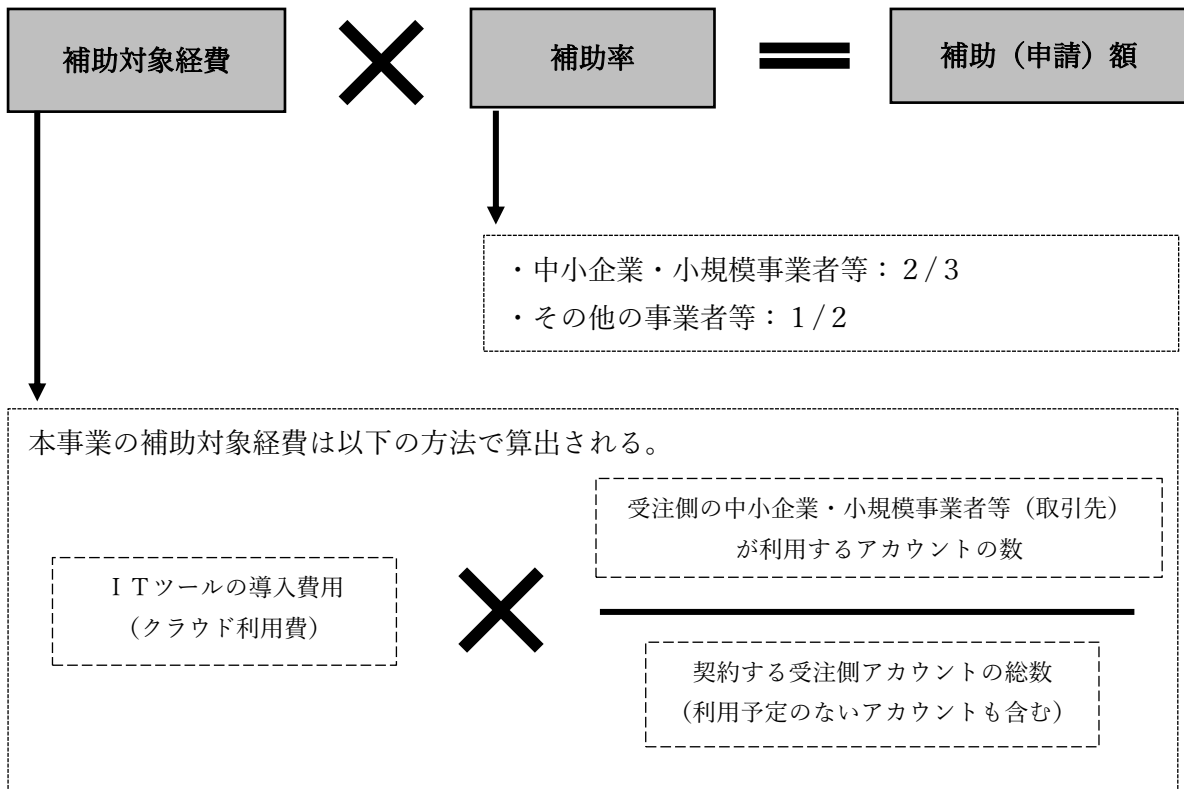 補助対象経費
補助率
補助（申請）額
・中小企業・小規模事業者等：２/３
・その他の事業者等：１/２
本事業の補助対象経費は以下の方法で算出される。
ＩＴツールの導入費用
（クラウド利用費）
受注側の中小企業・小規模事業者等（取引先）
が利用するアカウントの数
契約する受注側アカウントの総数
（利用予定のないアカウントも含む）